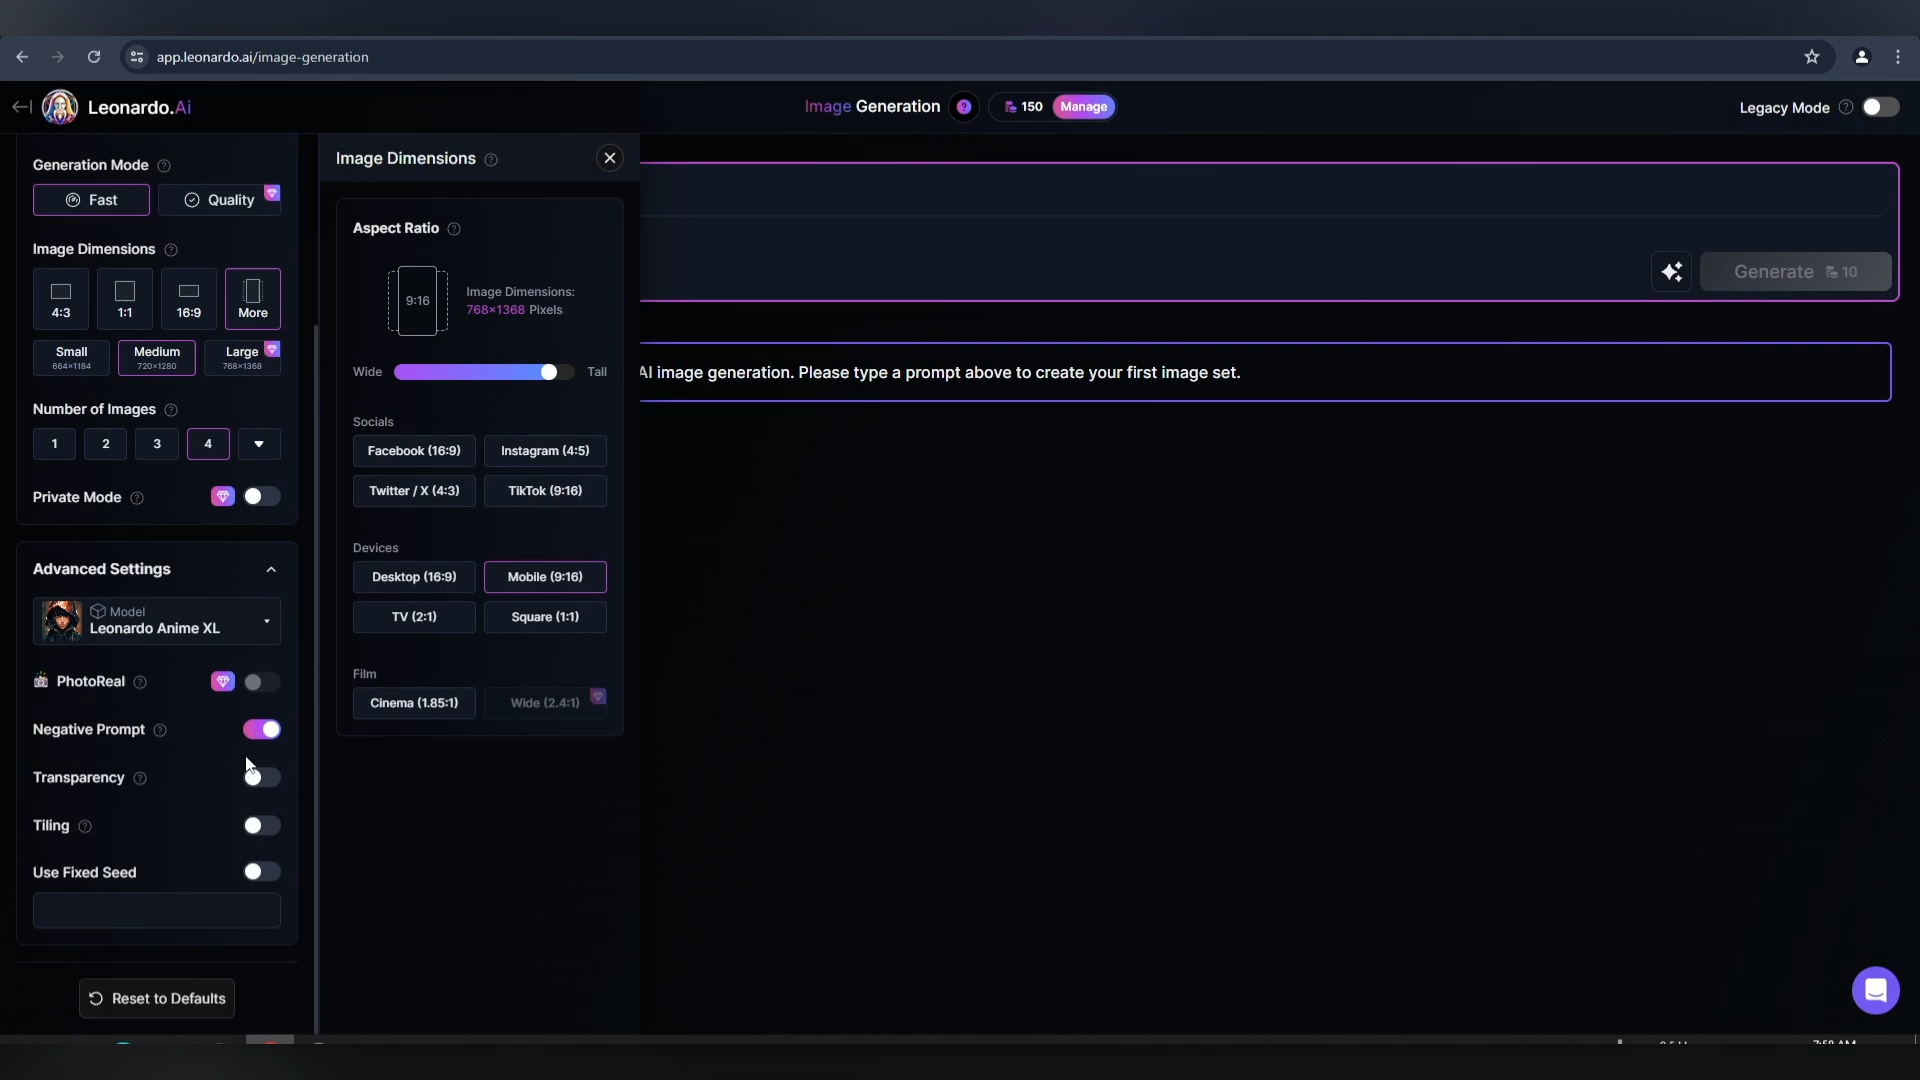 app.leonardo.ai/image-generation
Leonardo.Ai
Image Generation ? 150 Manage
Legacy Mode ?
Generation Mode ?
Fast
Quality
Image Dimensions ?
4:3
1:1
16:9
More
Small
664×1184
Medium
720×1280
Large
768×1368
Number of Images ?
1
2
3
4
Private Mode ?
Advanced Settings
Model
Leonardo Anime XL
PhotoReal ?
Negative Prompt ?
Transparency ?
Tiling ?
Use Fixed Seed
Reset to Defaults
Image Dimensions ?
Aspect Ratio ?
9:16
Image Dimensions:
768×1368 Pixels
Wide
Tall
Socials
Facebook (16:9)
Instagram (4:5)
Twitter / X (4:3)
TikTok (9:16)
Devices
Desktop (16:9)
Mobile (9:16)
TV (2:1)
Square (1:1)
Film
Cinema (1.85:1)
Wide (2.4:1)
Generate 10
AI image generation. Please type a prompt above to create your first image set.